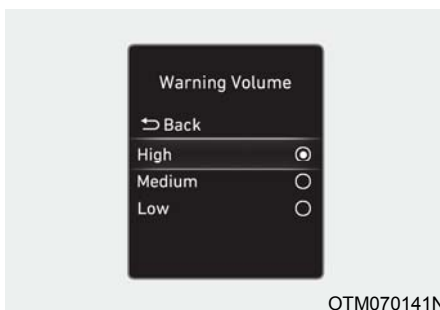 Warning Volume
Back
High
Medium
Low
OTM070141N